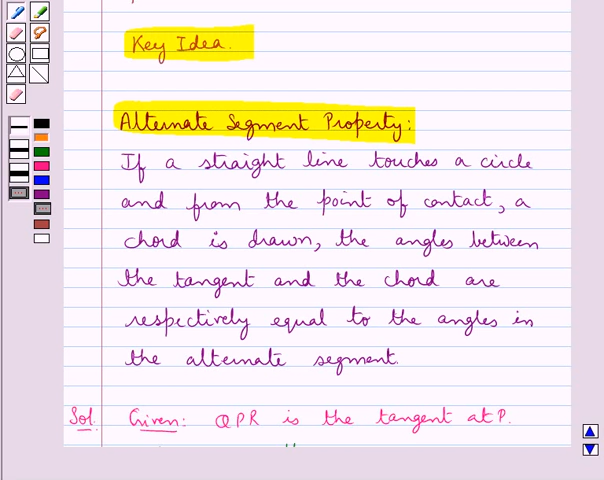 Key Idea.
Alternate Segment Property:
If a straight line touches a circle
and from the point of contact, a
chord is drawn, the angles between
the tangent and the chord are
respectively equal to the angles in
the alternate segment.
Sol. Given: QPR is the tangent at P.